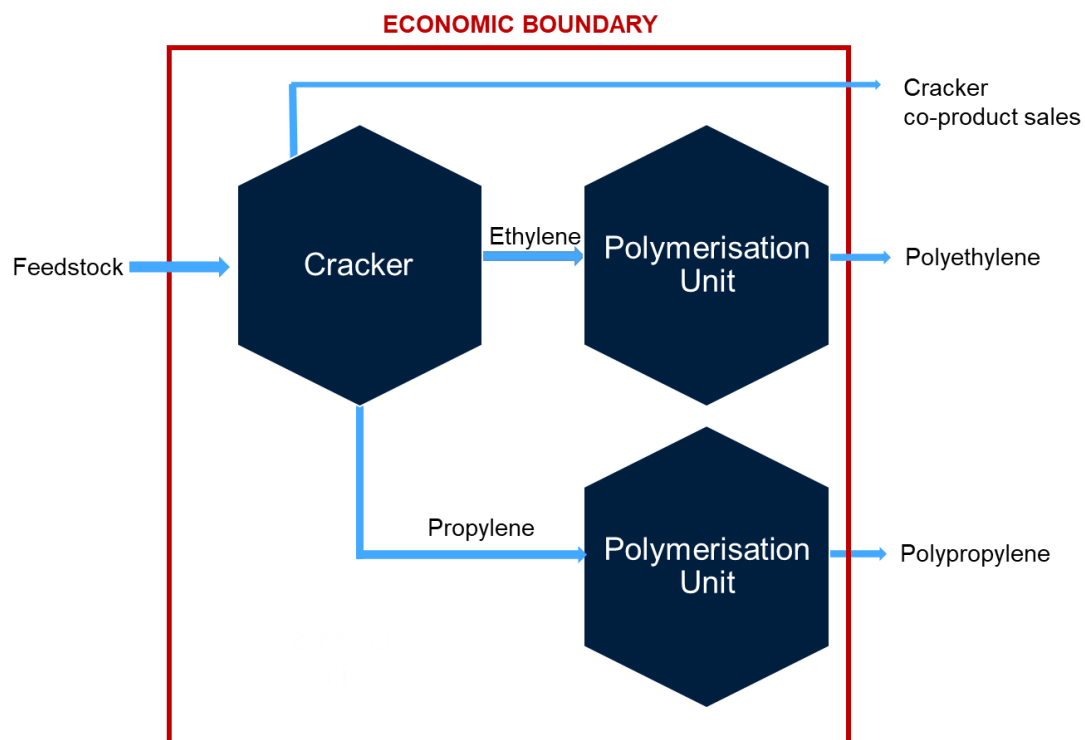 ECONOMIC BOUNDARY
Cracker
co-product sales
Feedstock
Cracker
Ethylene
Polymerisation
Unit
Polyethylene
Propylene
Polymerisation
Unit
Polypropylene